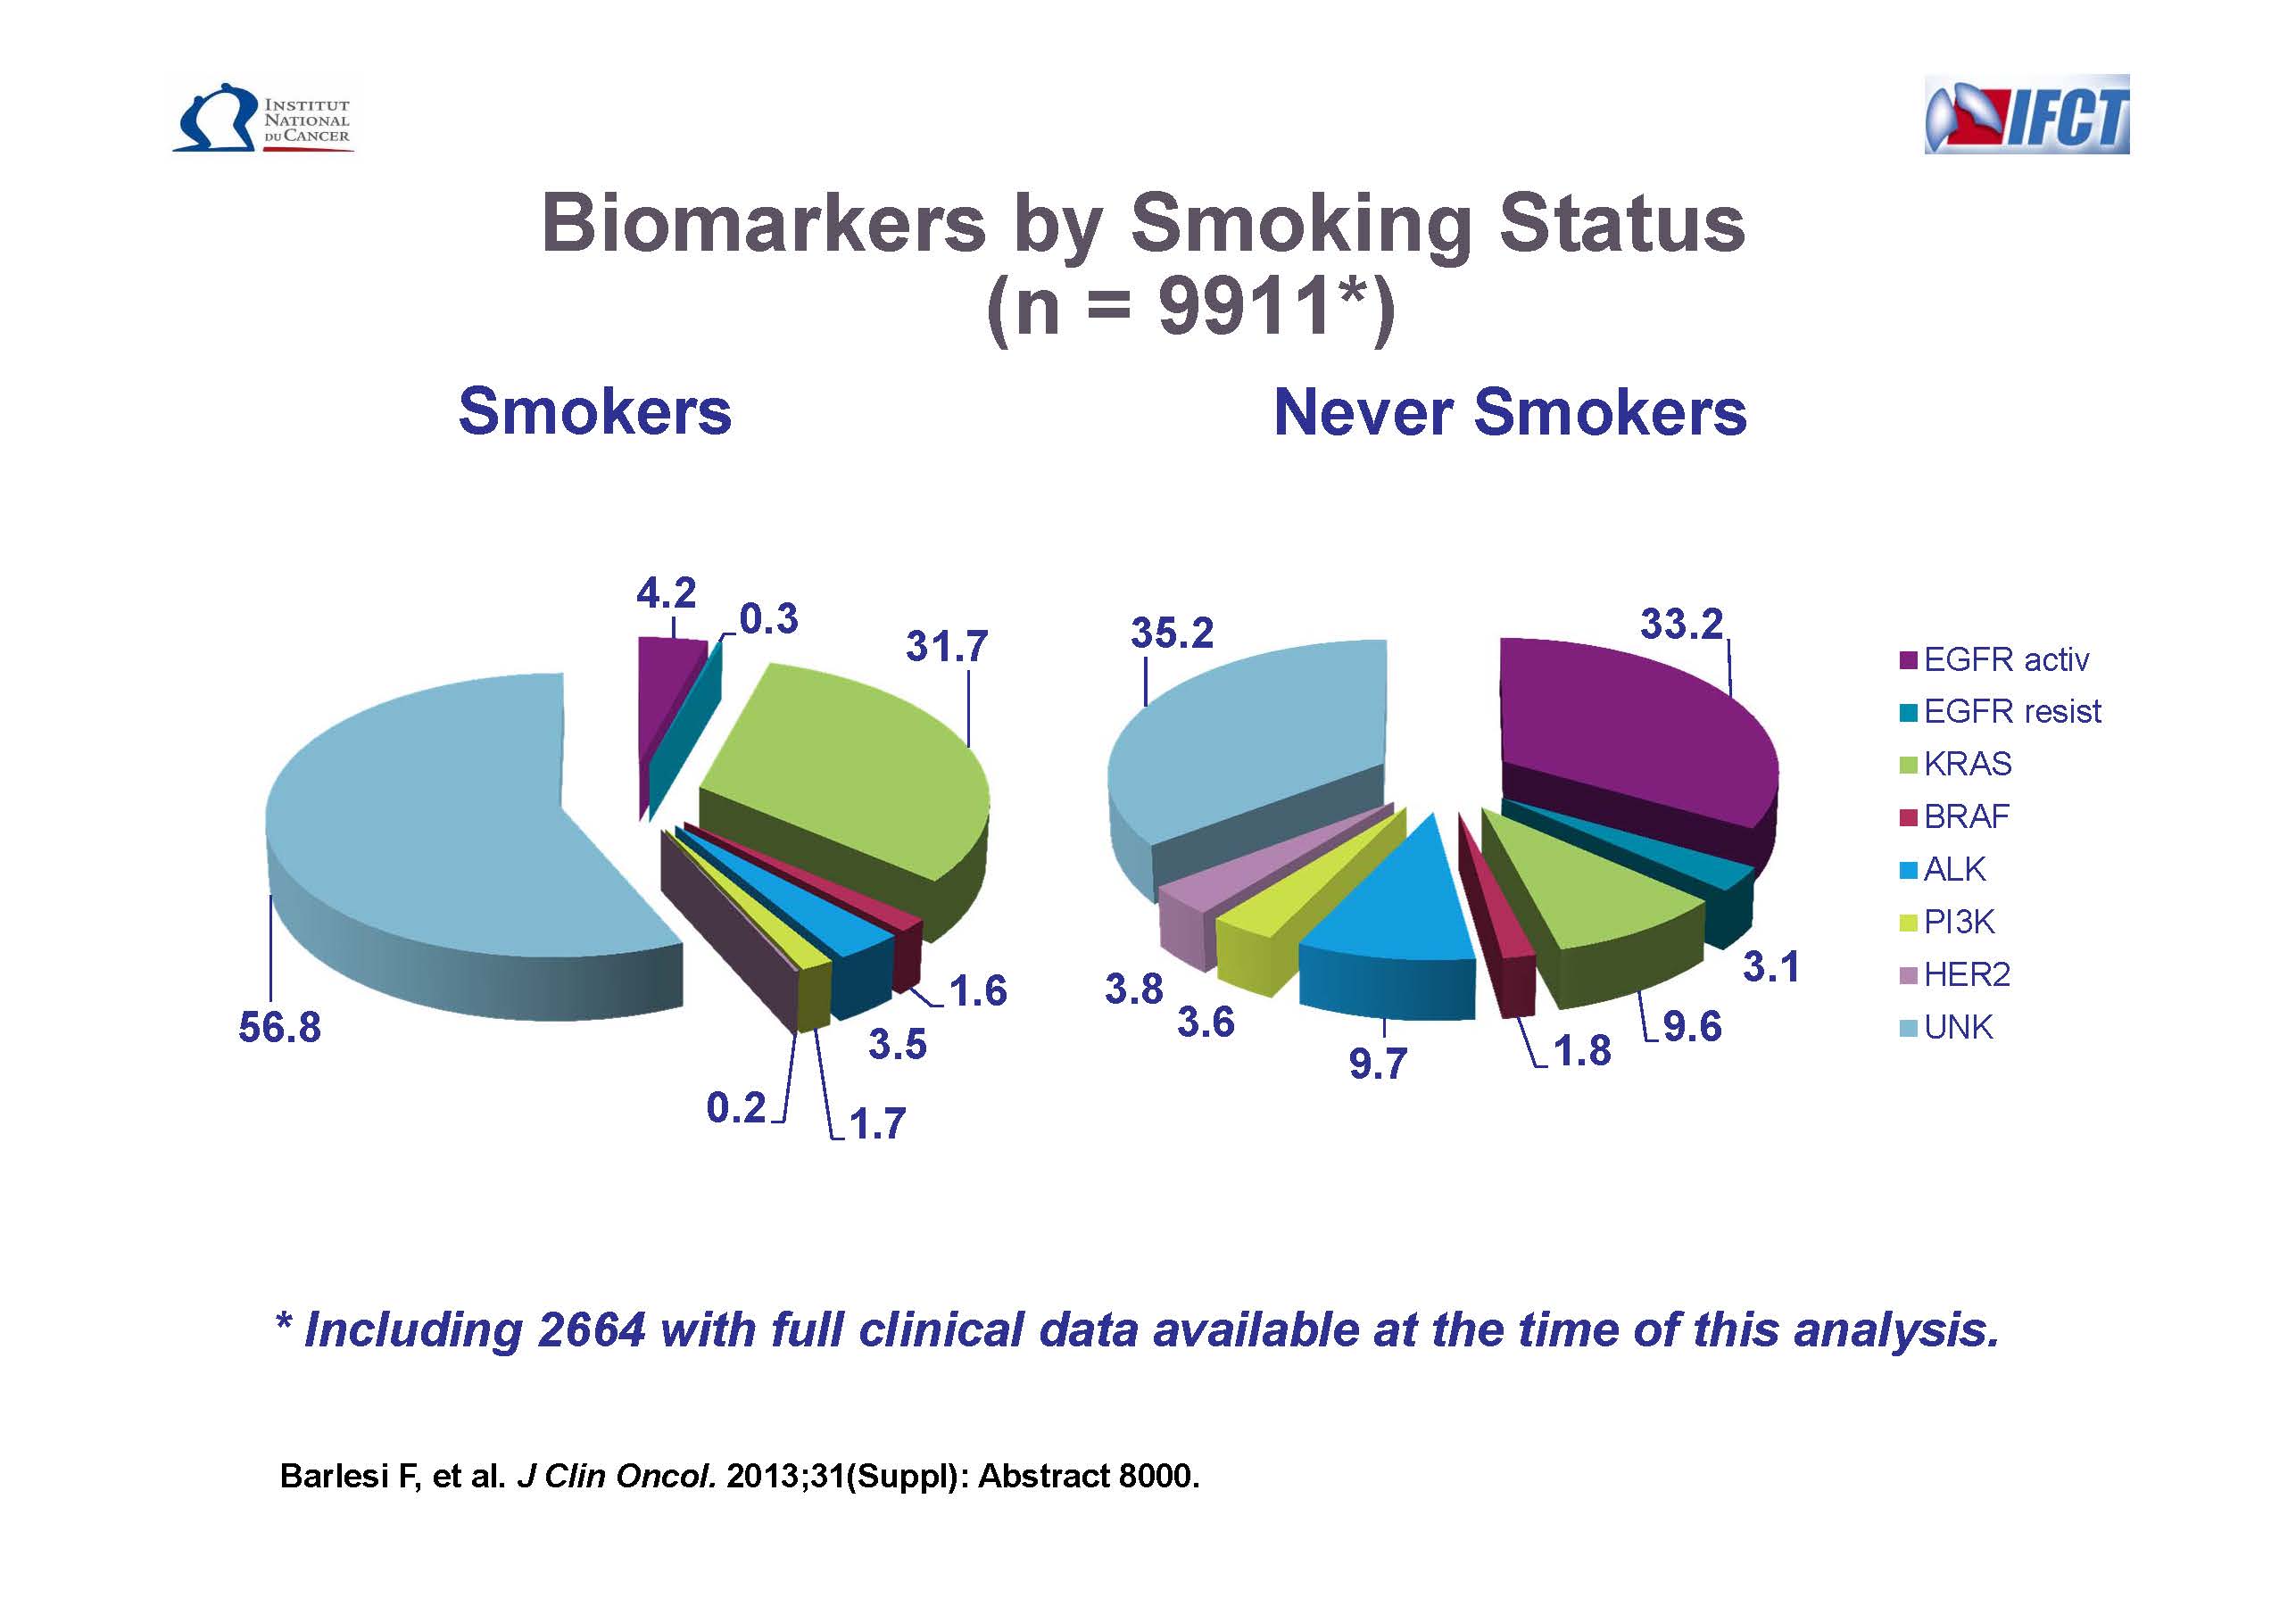 INSTITUT
NATIONAL
DU CANCER
IFCT
Biomarkers by Smoking Status
(n = 9911*)
Smokers
Never Smokers
4.2
0.3
31.7
1.6
3.5
1.7
0.2
56.8
35.2
33.2
3.1
9.6
1.8
9.7
3.6
3.8
EGFR activ
EGFR resist
KRAS
BRAF
ALK
PI3K
HER2
UNK
* Including 2664 with full clinical data available at the time of this analysis.
Barlesi F, et al. J Clin Oncol. 2013;31(Suppl): Abstract 8000.